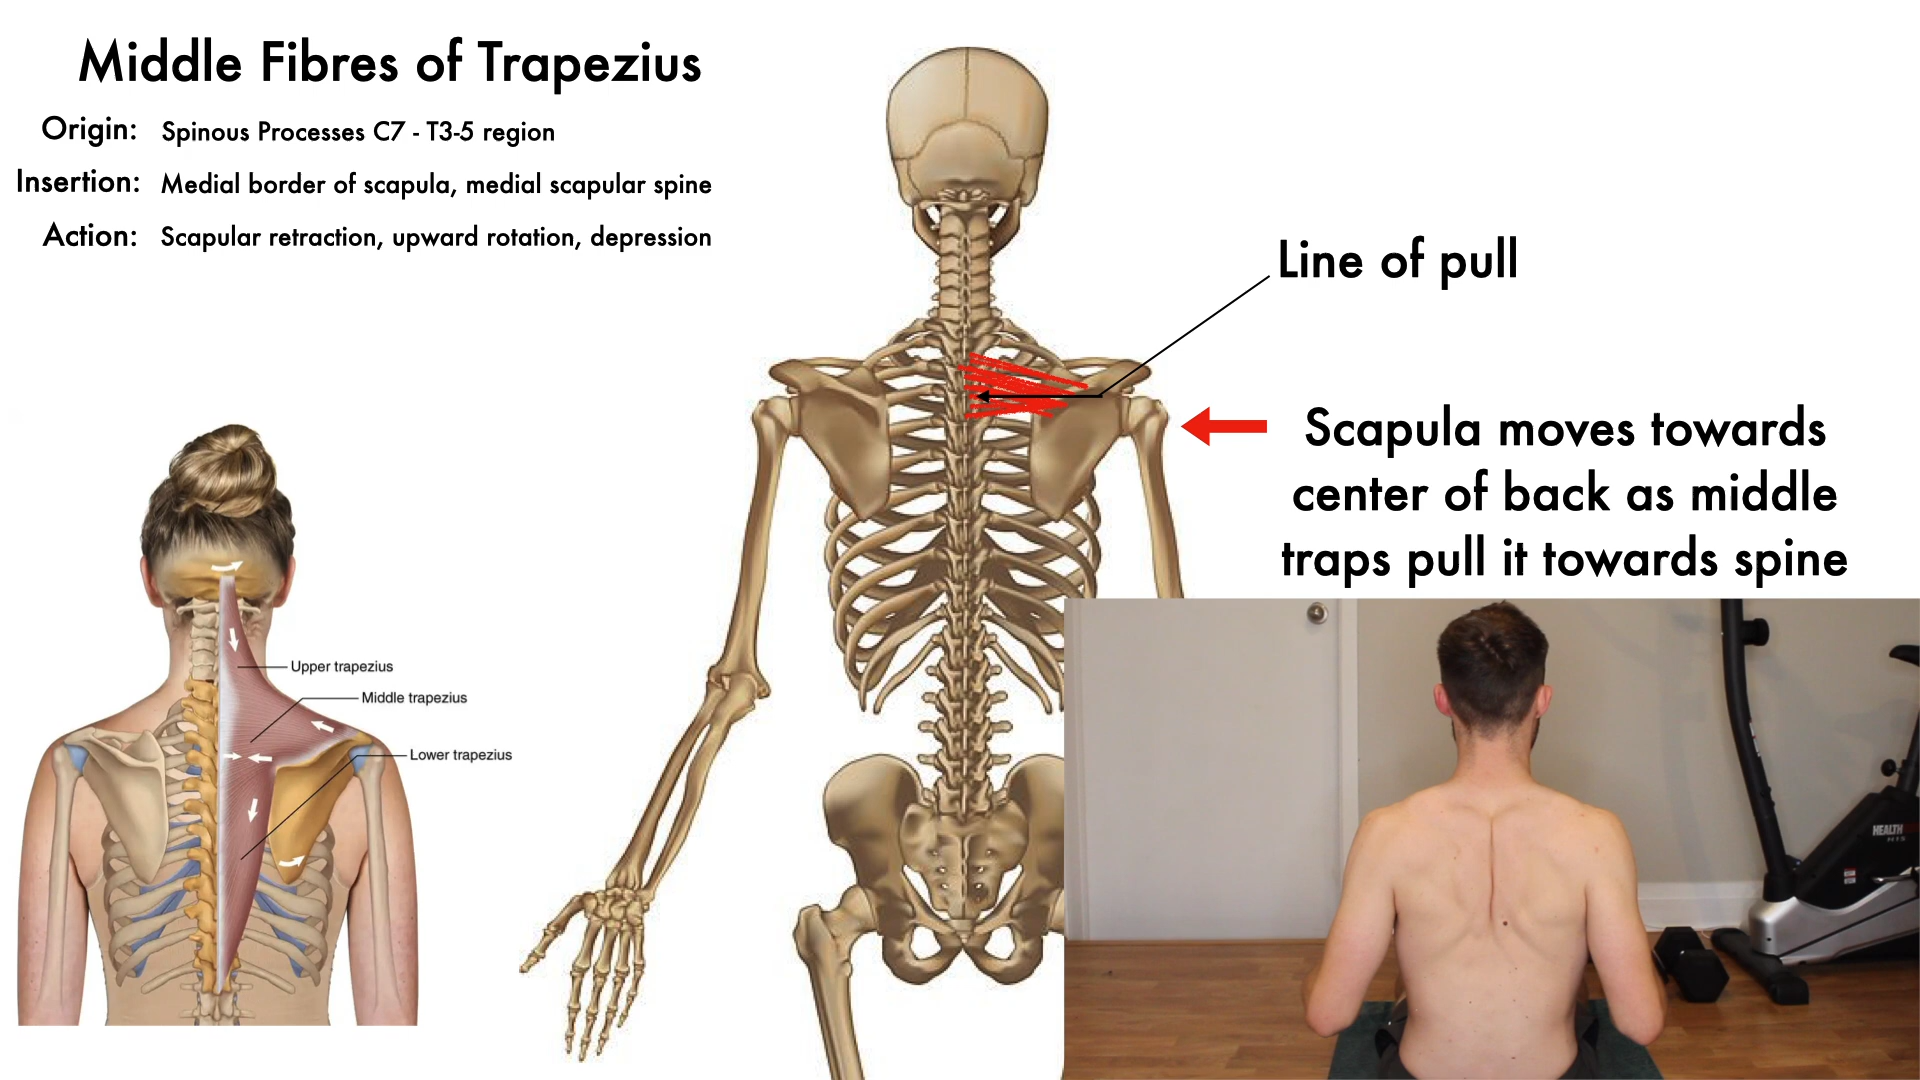 Middle Fibres of Trapezius
Origin: Spinous Processes C7 - T3-5 region
Insertion: Medial border of scapula, medial scapular spine
Action: Scapular retraction, upward rotation, depression
Line of pull
Scapula moves towards
center of back as middle
traps pull it towards spine
Upper trapezius
Middle trapezius
Lower trapezius
HEALTH